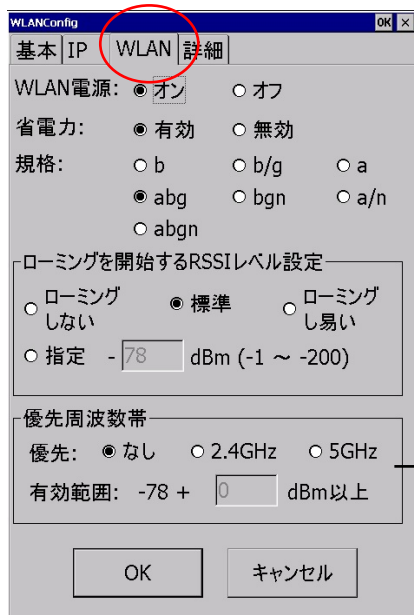 WLANConfig OK ×
基本 IP WLAN 詳細
WLAN電源: オン オフ
省電力: 有効 無効
規格: b b/g a
abg bgn a/n
abgn
ローミングを開始するRSSIレベル設定
ローミングしない 標準 ローミングし易い
指定 - 78 dBm (-1 ～ -200)
優先周波数帯
優先: なし 2.4GHz 5GHz
有効範囲: -78 + 0 dBm以上
OK キャンセル